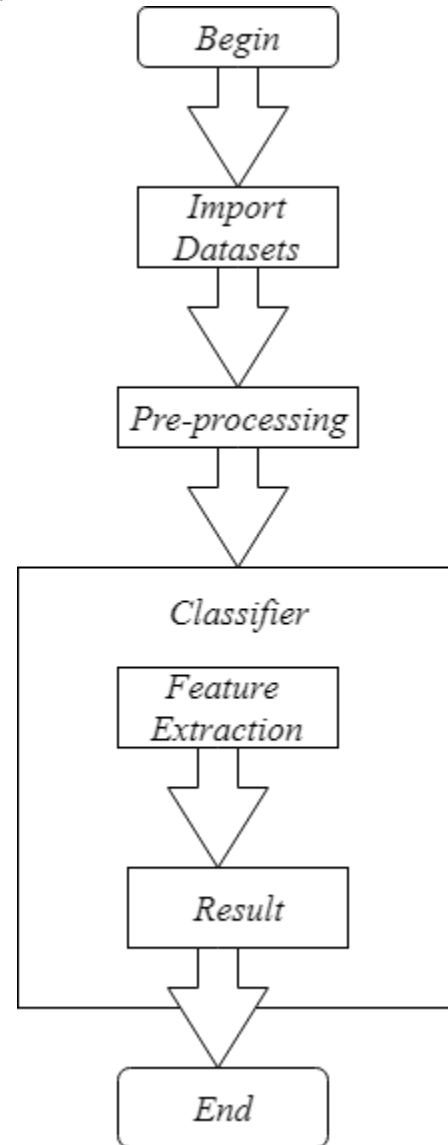 Begin
Import
Datasets
Pre-processing
Classifier
Feature
Extraction
Result
End